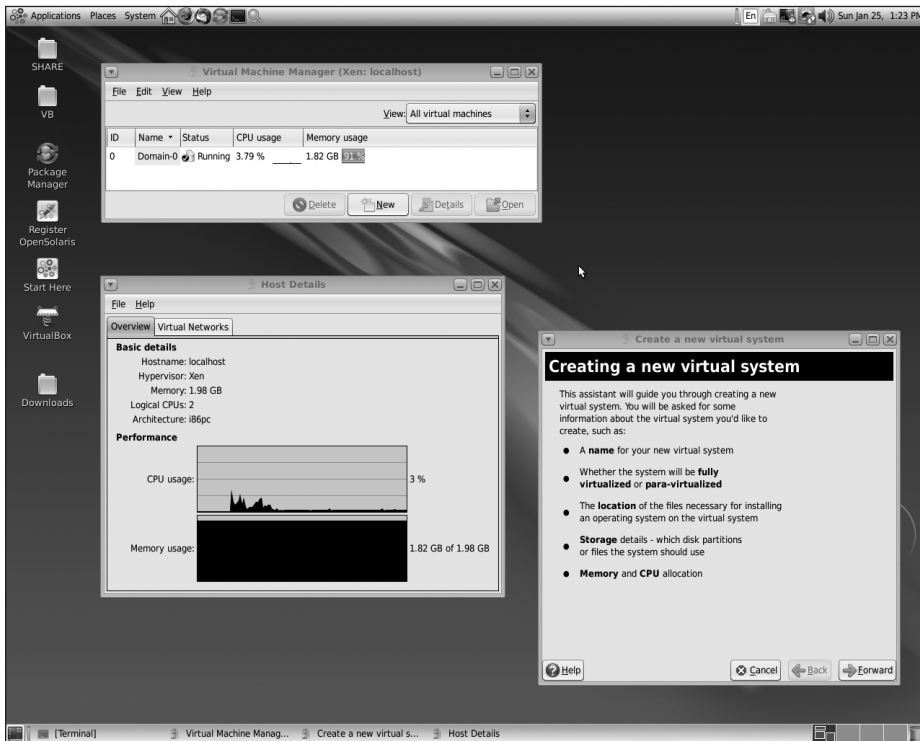 Applications Places System En Sun Jan 25, 1:23 PM
SHARE
VB
Package
Manager
Register
OpenSolaris
Start Here
VirtualBox
Downloads
Virtual Machine Manager (Xen: localhost)
File Edit View Help
View: All virtual machines
ID Name Status CPU usage Memory usage
0 Domain-0 Running 3.79 % 1.82 GB 91 %
Delete New Details Open
Host Details
File Help
Overview Virtual Networks
Basic details
Hostname: localhost
Hypervisor: Xen
Memory: 1.98 GB
Logical CPUs: 2
Architecture: i86pc
Performance
CPU usage: 3 %
Memory usage: 1.82 GB of 1.98 GB
Create a new virtual system
Creating a new virtual system
This assistant will guide you through creating a new
virtual system. You will be asked for some
information about the virtual system you'd like to
create, such as:
● A name for your new virtual system
● Whether the system will be fully
virtualized or para-virtualized
● The location of the files necessary for installing
an operating system on the virtual system
● Storage details - which disk partitions
or files the system should use
● Memory and CPU allocation
Help Cancel Back Forward
[Terminal] Virtual Machine Manag... Create a new virtual s... Host Details